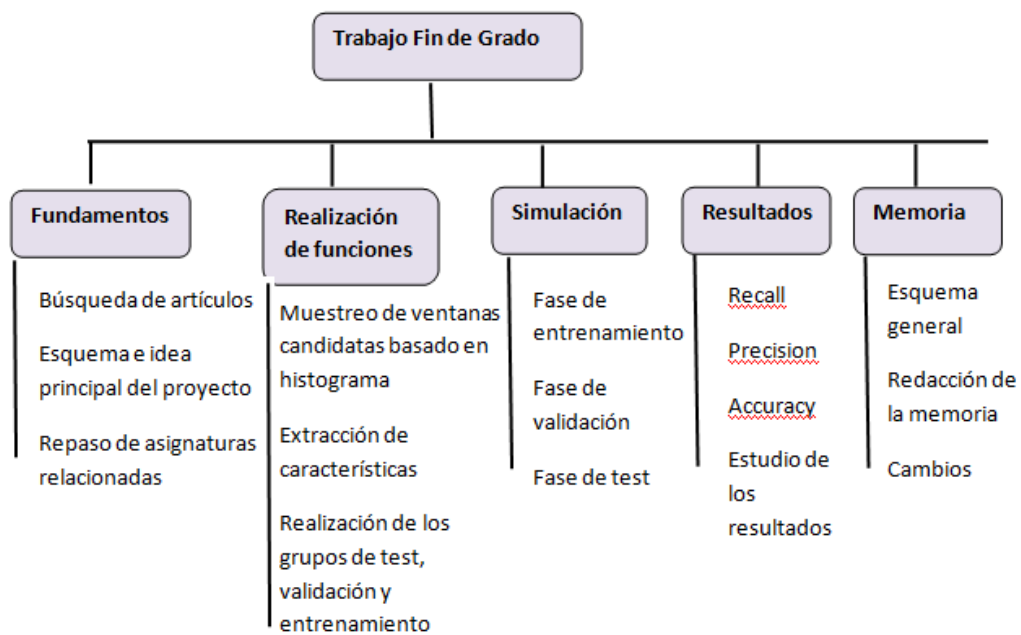 Trabajo Fin de Grado
Fundamentos
Búsqueda de artículos
Esquema e idea
principal del proyecto
Repaso de asignaturas
relacionadas
Realización
de funciones
Muestreo de ventanas
candidatas basado en
histograma
Extracción de
características
Realización de los
grupos de test,
validación y
entrenamiento
Simulación
Fase de
entrenamiento
Fase de
validación
Fase de test
Resultados
Recall
Precision
Accuracy
Estudio de
los
resultados
Memoria
Esquema
general
Redacción de
la memoria
Cambios